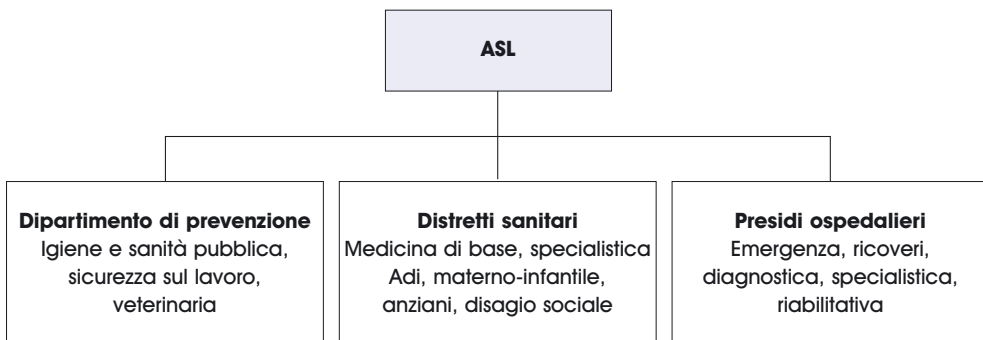 ASL
Dipartimento di prevenzione
Igiene e sanità pubblica,
sicurezza sul lavoro,
veterinaria
Distretti sanitari
Medicina di base, specialistica
Adi, materno-infantile,
anziani, disagio sociale
Presidi ospedalieri
Emergenza, ricoveri,
diagnostica, specialistica,
riabilitativa